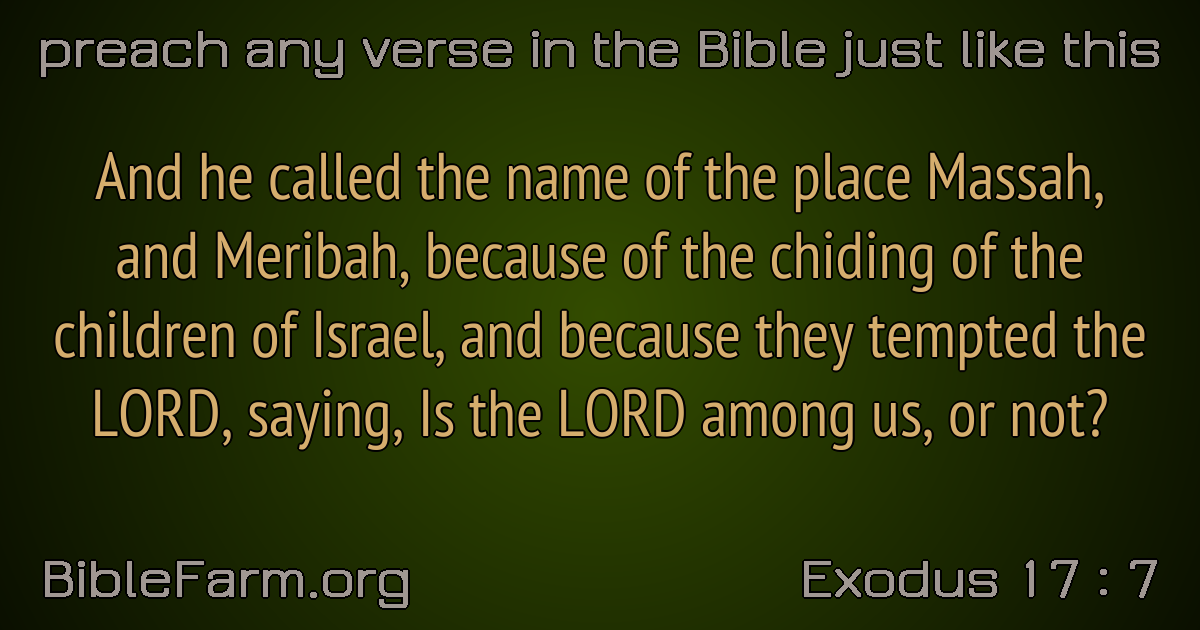 preach any verse in the Bible just like this
And he called the name of the place Massah,
and Meribah, because of the chiding of the
children of Israel, and because they tempted the
LORD, saying, Is the LORD among us, or not?
BibleFarm.org
Exodus 17 : 7